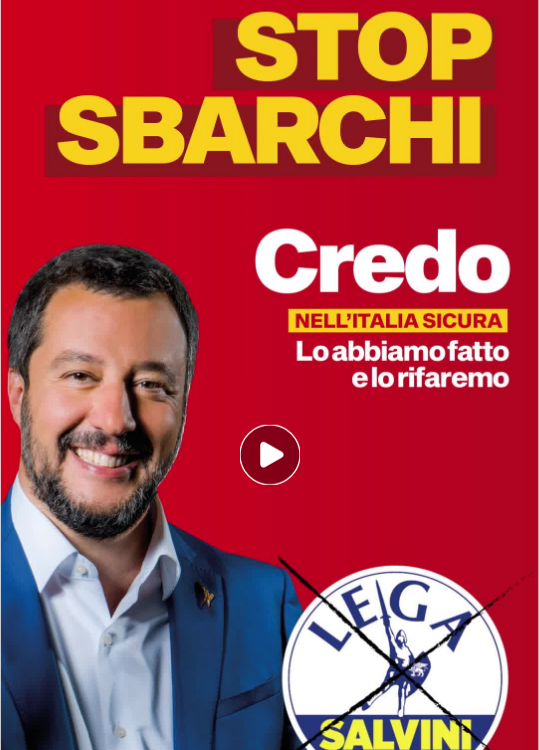 STOP
SBARCHI
Credo
NELL'ITALIA SICURA
Lo abbiamo fatto
e lo rifaremo
LEGA
SALVINI